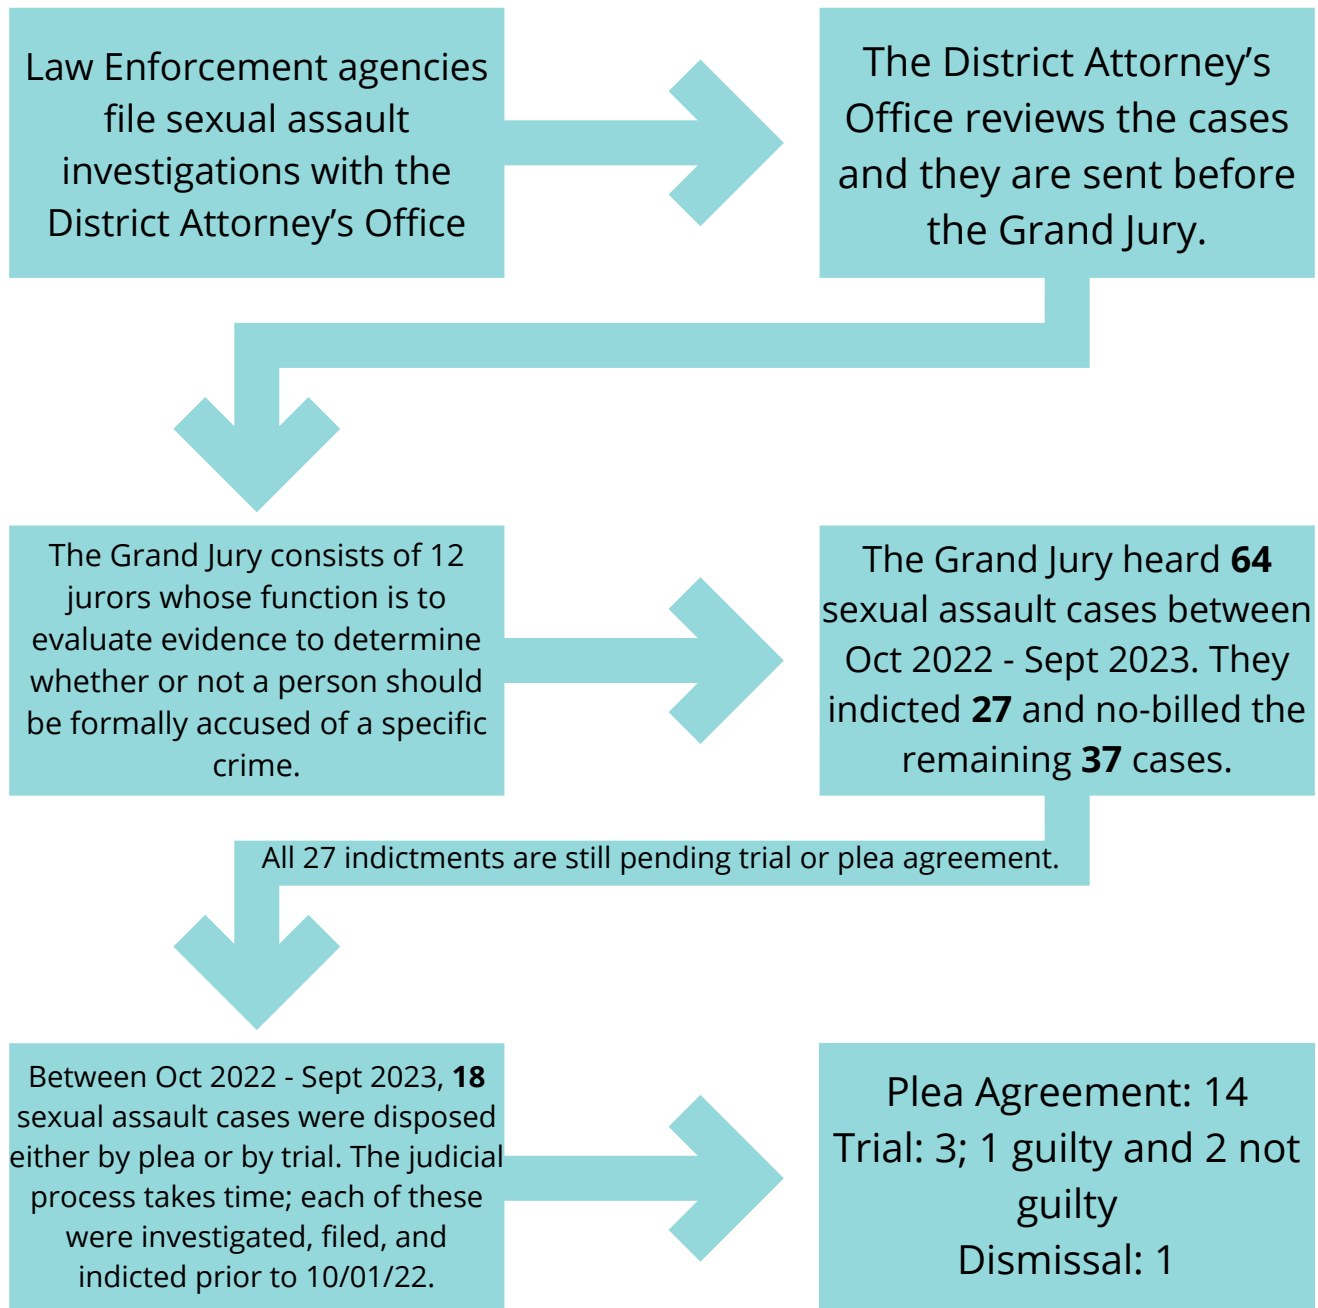 Law Enforcement agencies
file sexual assault
investigations with the
District Attorney's Office
The District Attorney's
Office reviews the cases
and they are sent before
the Grand Jury.
The Grand Jury consists of 12
jurors whose function is to
evaluate evidence to determine
whether or not a person should
be formally accused of a specific
crime.
The Grand Jury heard 64
sexual assault cases between
Oct 2022 - Sept 2023. They
indicted 27 and no-billed the
remaining 37 cases.
All 27 indictments are still pending trial or plea agreement.
Between Oct 2022 - Sept 2023, 18
sexual assault cases were disposed
either by plea or by trial. The judicial
process takes time; each of these
were investigated, filed, and
indicted prior to 10/01/22.
Plea Agreement: 14
Trial: 3; 1 guilty and 2 not
guilty
Dismissal: 1